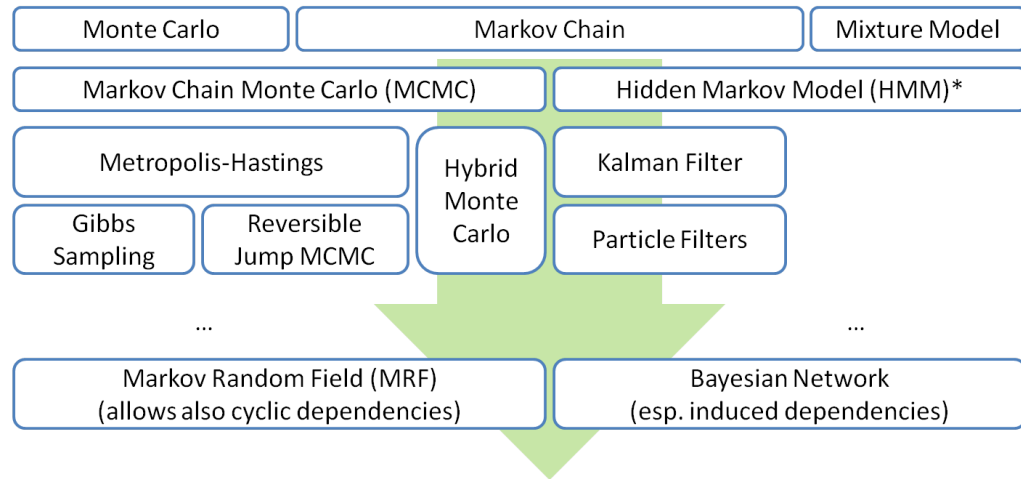 Monte Carlo
Markov Chain
Mixture Model
Markov Chain Monte Carlo (MCMC)
Hidden Markov Model (HMM)*
Metropolis-Hastings
Hybrid
Monte
Carlo
Kalman Filter
Gibbs
Sampling
Reversible
Jump MCMC
Particle Filters
...
...
Markov Random Field (MRF)
(allows also cyclic dependencies)
Bayesian Network
(esp. induced dependencies)